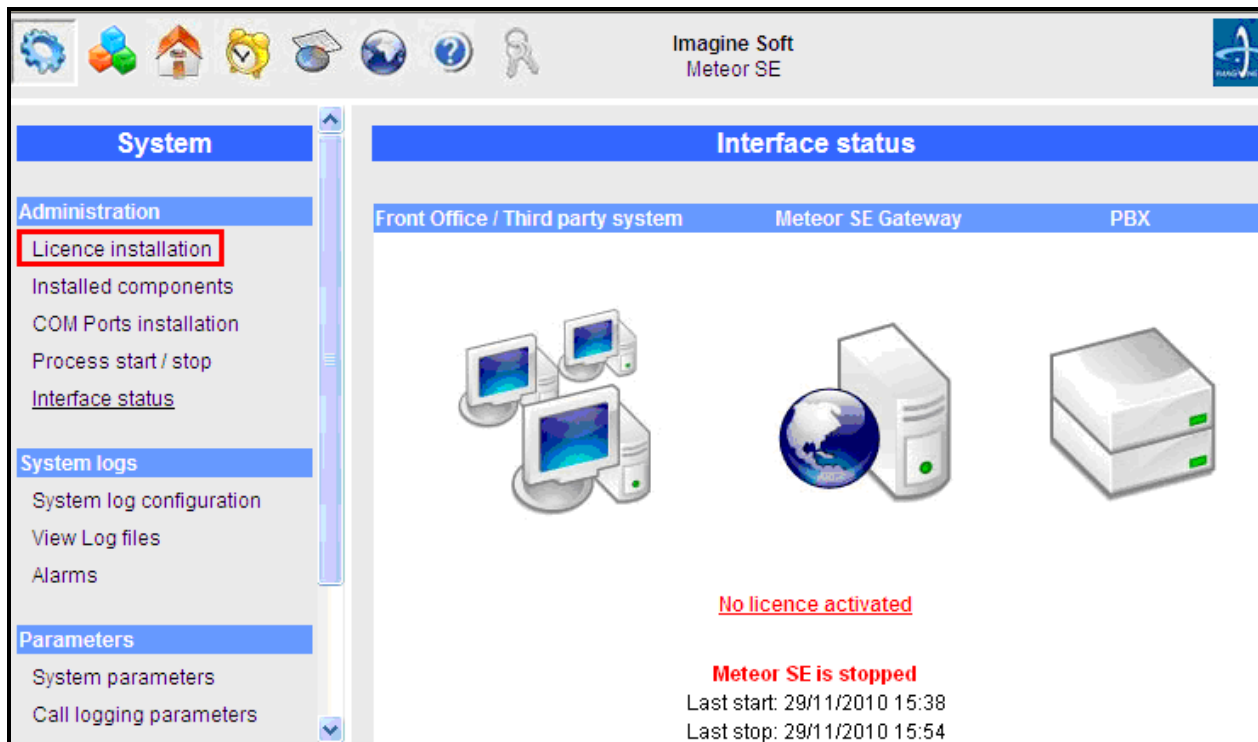 Imagine Soft
Meteor SE
System
Administration
Licence installation
Installed components
COM Ports installation
Process start / stop
Interface status
System logs
System log configuration
View Log files
Alarms
Parameters
System parameters
Call logging parameters
Interface status
Front Office / Third party system Meteor SE Gateway PBX
No licence activated
Meteor SE is stopped
Last start: 29/11/2010 15:38
Last stop: 29/11/2010 15:54